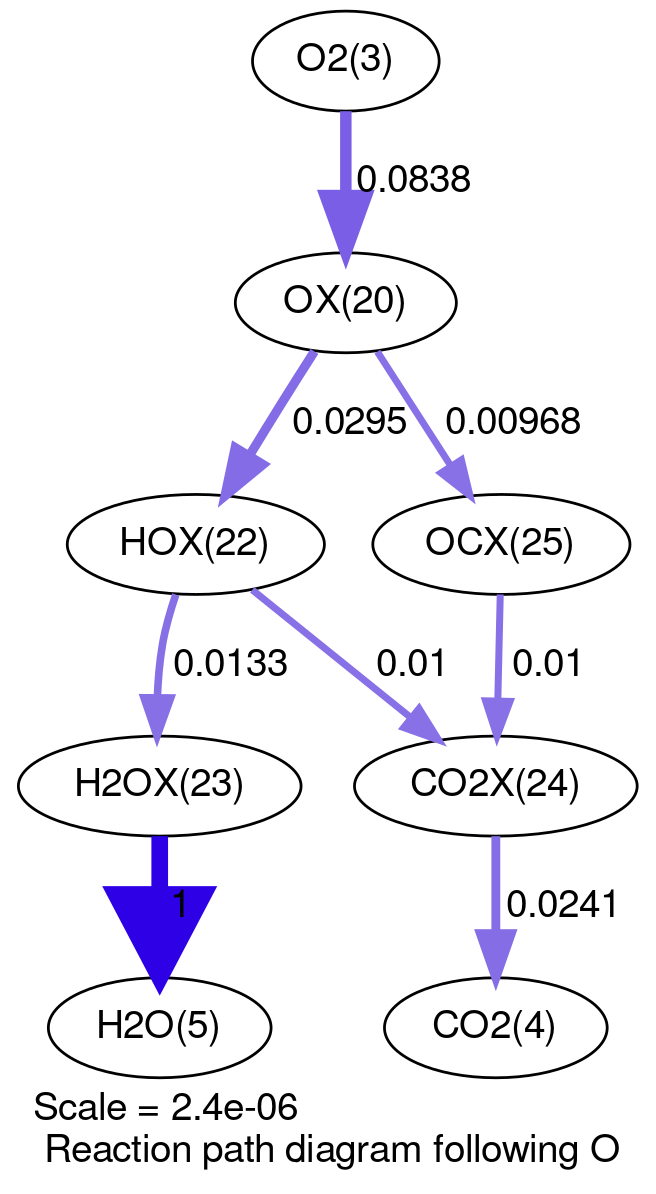 O2(3)
0.0838
OX(20)
0.0295
0.00968
HOX(22)
OCX(25)
0.0133
0.01
0.01
H2OX(23)
CO2X(24)
1
0.0241
H2O(5)
CO2(4)
Scale = 2.4e-06
Reaction path diagram following O